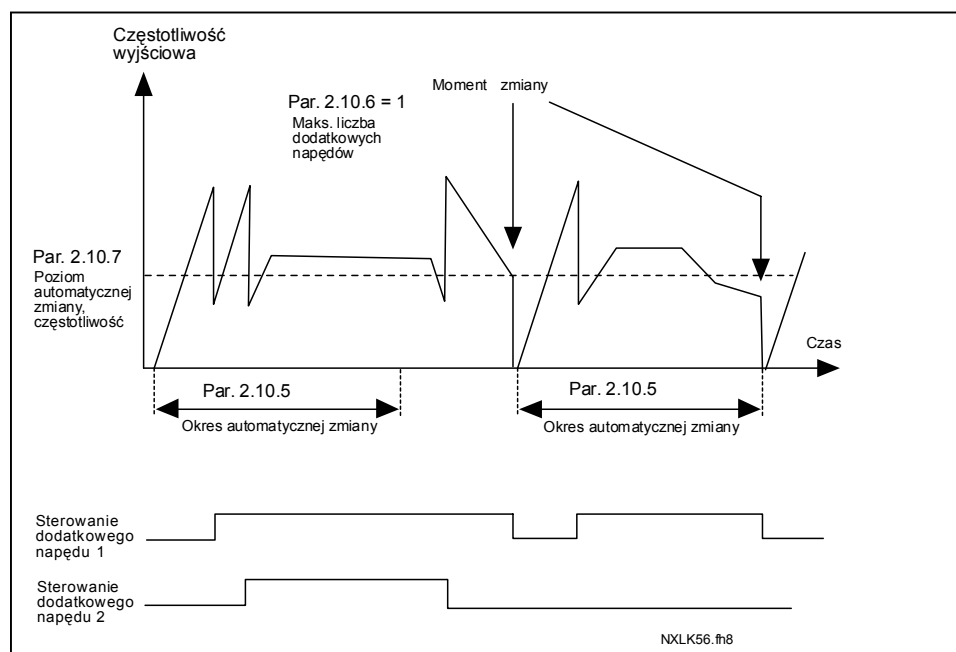 Częstotliwość
wyjściowa
Par. 2.10.6 = 1
Maks. liczba
dodatkowych
napędów
Moment zmiany
Par. 2.10.7
Poziom
automatycznej
zmiany,
częstotliwość
Czas
Par. 2.10.5
Okres automatycznej zmiany
Par. 2.10.5
Okres automatycznej zmiany
Sterowanie
dodatkowego
napędu 1
Sterowanie
dodatkowego
napędu 2
NXLK56.fh8